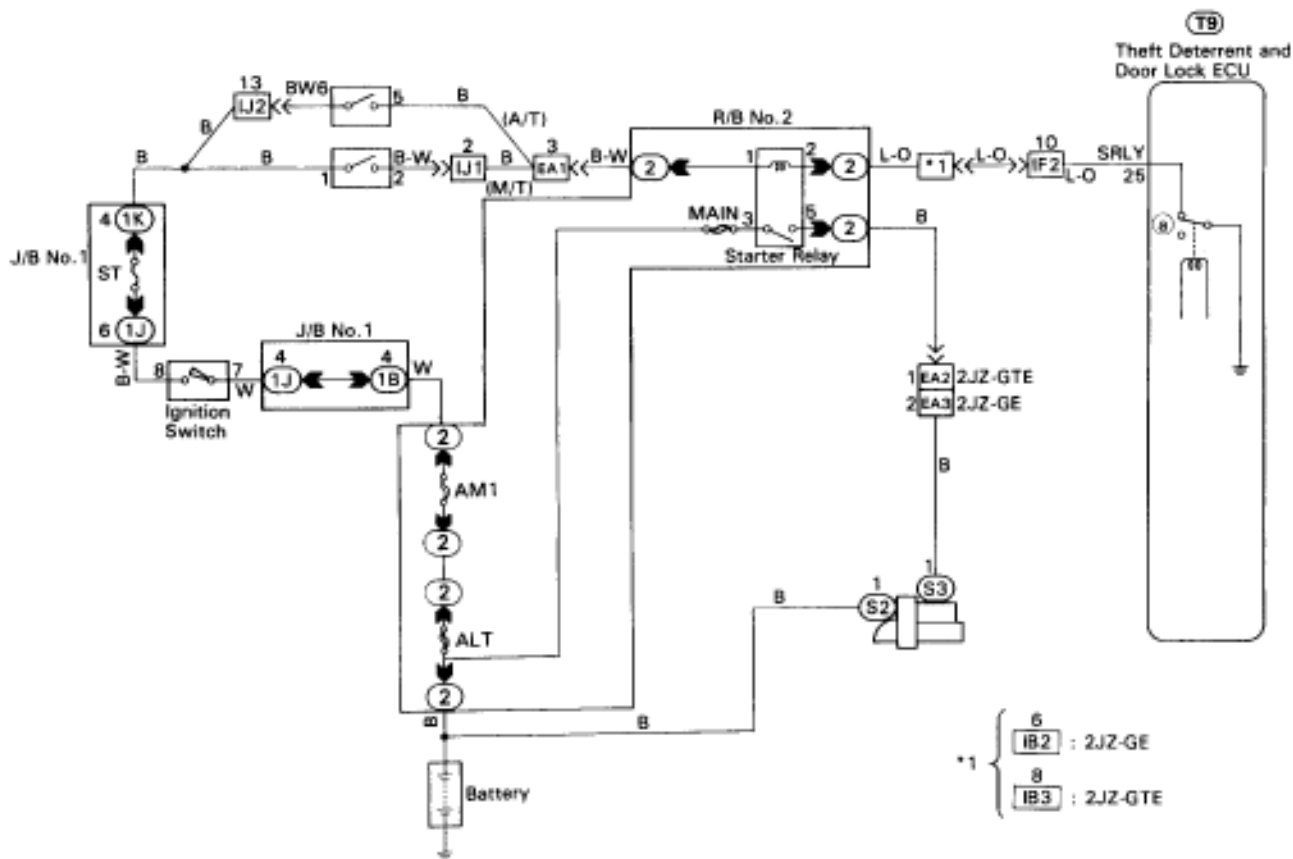 T9
Theft Deterrent and
Door Lock ECU
13
IJ2
BW6
5
B
(A/T)
R/B No.2
B
B
B
1
2
B-W
2
IJ1
B
3
EA1
B-W
(M/T)
2
1
2
2
L-O
*1
L-O
10
IF2
L-O
SRLY
25
8
MAIN
3
5
2
B
Starter Relay
4
1K
J/B No.1
ST
6
1J
B-W
8
7
W
Ignition
Switch
J/B No.1
4
1J
4
1B
W
2
AM1
2
2
ALT
2
B
1
EA2
2JZ-GTE
2
EA3
2JZ-GE
B
1
S3
1
S2
B
B
Battery
*1
6
IB2 : 2JZ-GE
8
IB3 : 2JZ-GTE